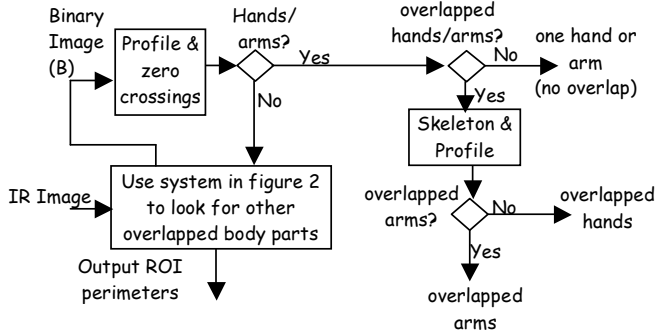 Binary
Image
(B)
Profile &
zero
crossings
Hands/
arms?
Yes
No
overlapped
hands/arms?
No
one hand or
arm
(no overlap)
Yes
Skeleton &
Profile
IR Image
Use system in figure 2
to look for other
overlapped body parts
overlapped
arms?
No
overlapped
hands
Yes
Output ROI
perimeters
overlapped
arms